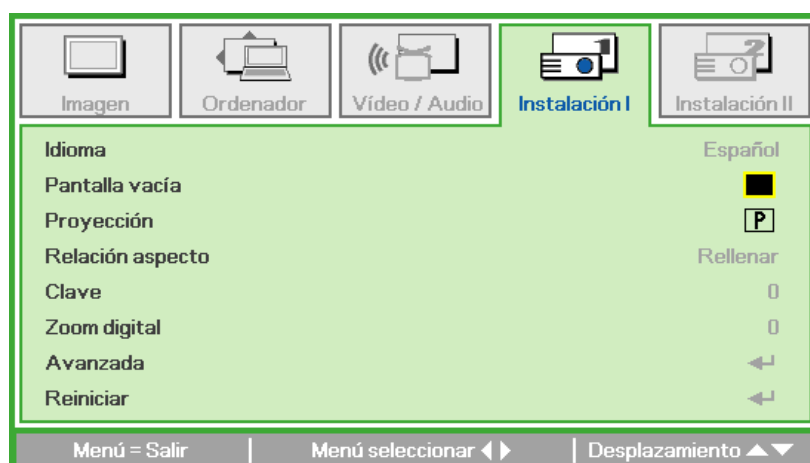 Imagen Ordenador Vídeo / Audio Instalación I Instalación II
Idioma Español
Pantalla vacía
Proyección P
Relación aspecto Rellenar
Clave 0
Zoom digital 0
Avanzada
Reiniciar
Menú = Salir Menú seleccionar Desplazamiento